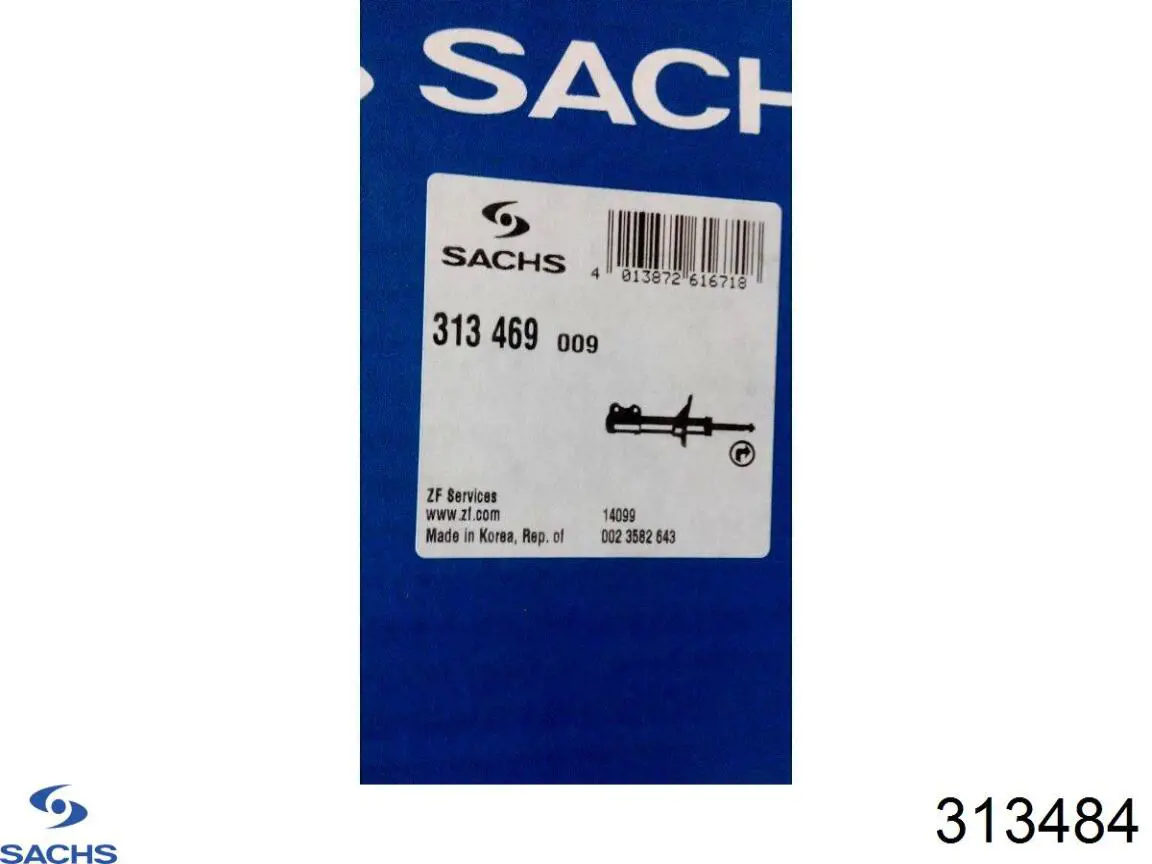 SACH
SACHS
4 013872 616718
313 469 009
ZF Services
www.zf.com 14099
Made in Korea, Rep. of 002 3582 643
SACHS
313484